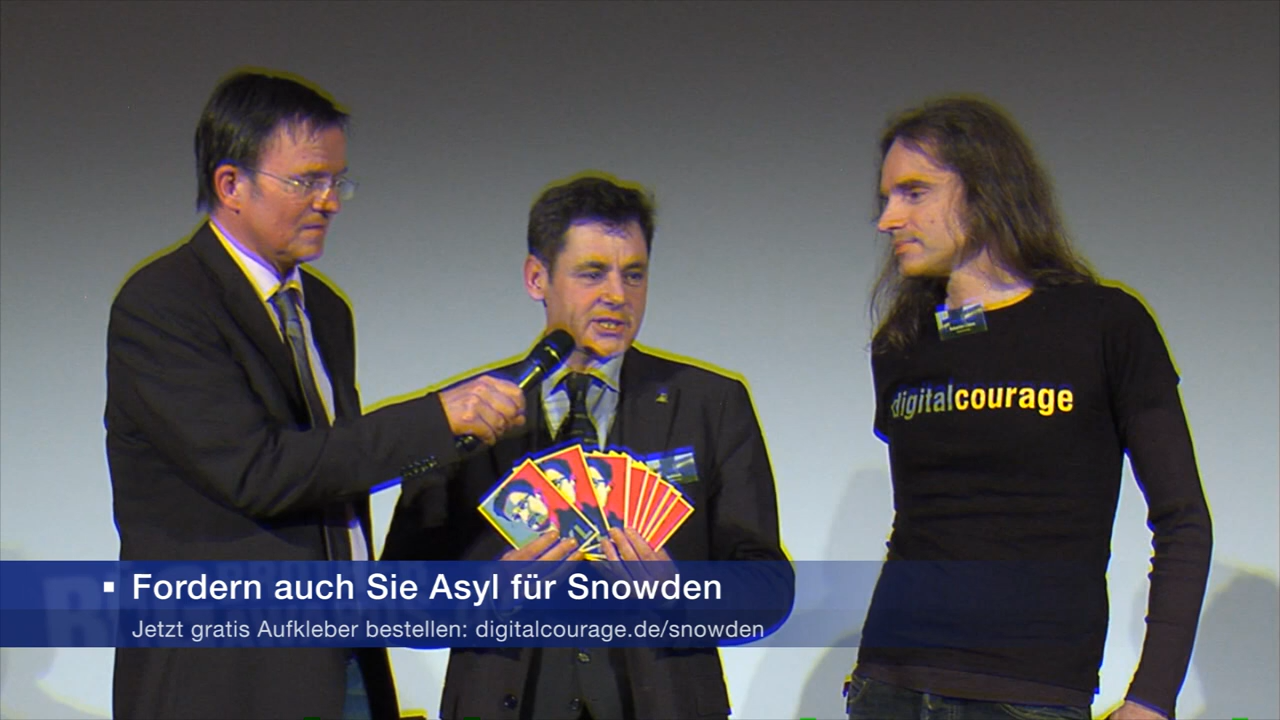 digitalcourage
▪ Fordern auch Sie Asyl für Snowden
Jetzt gratis Aufkleber bestellen: digitalcourage.de/snowden